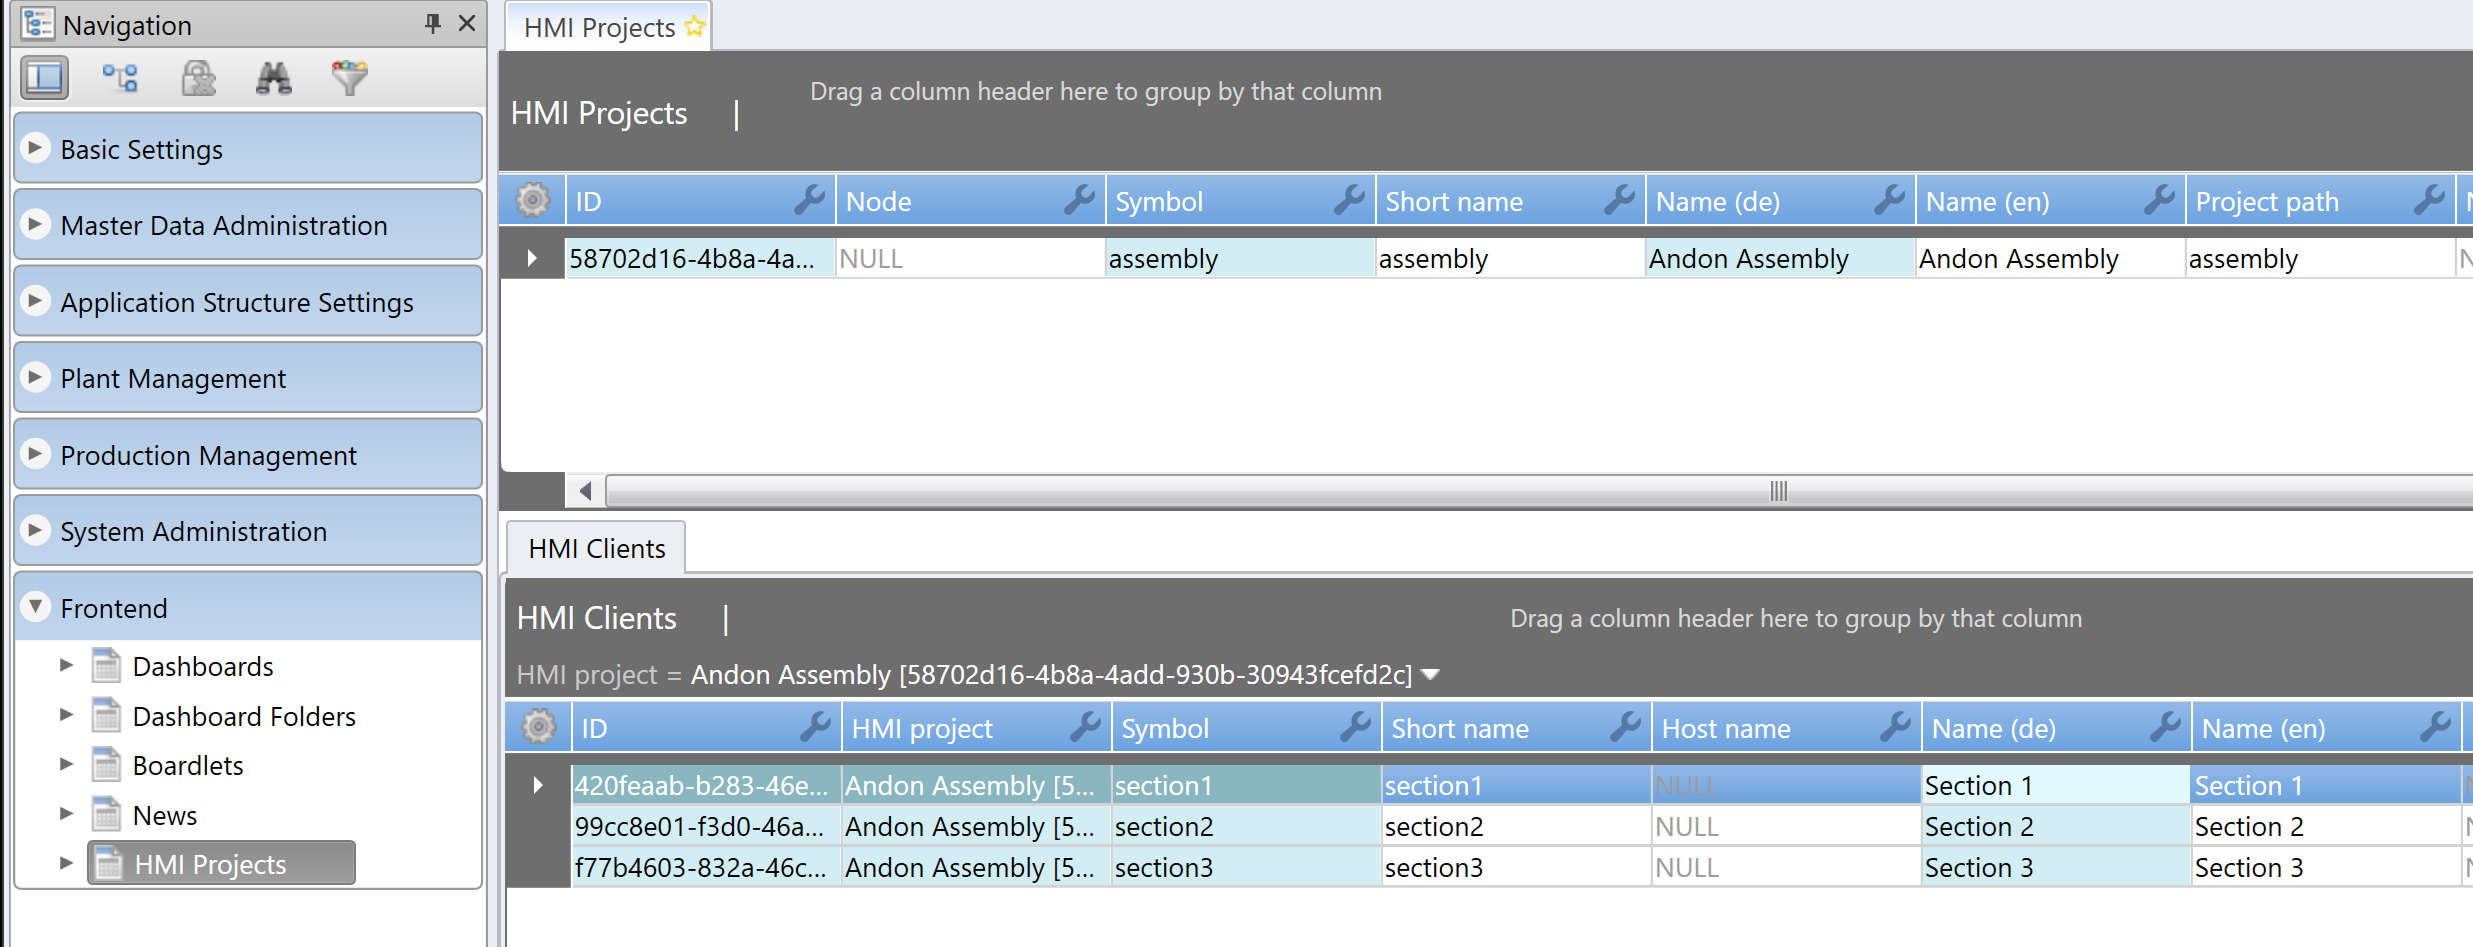 Navigation
Basic Settings
Master Data Administration
Application Structure Settings
Plant Management
Production Management
System Administration
Frontend
Dashboards
Dashboard Folders
Boardlets
News
HMI Projects
HMI Projects
HMI Projects | Drag a column header here to group by that column
ID Node Symbol Short name Name (de) Name (en) Project path
58702d16-4b8a-4a... NULL assembly assembly Andon Assembly Andon Assembly assembly
HMI Clients
HMI Clients | Drag a column header here to group by that column
HMI project = Andon Assembly [58702d16-4b8a-4add-930b-30943fcefd2c]
ID HMI project Symbol Short name Host name Name (de) Name (en)
420feaab-b283-46e... Andon Assembly [5... section1 section1 NULL Section 1 Section 1
99cc8e01-f3d0-46a... Andon Assembly [5... section2 section2 NULL Section 2 Section 2
f77b4603-832a-46c... Andon Assembly [5... section3 section3 NULL Section 3 Section 3